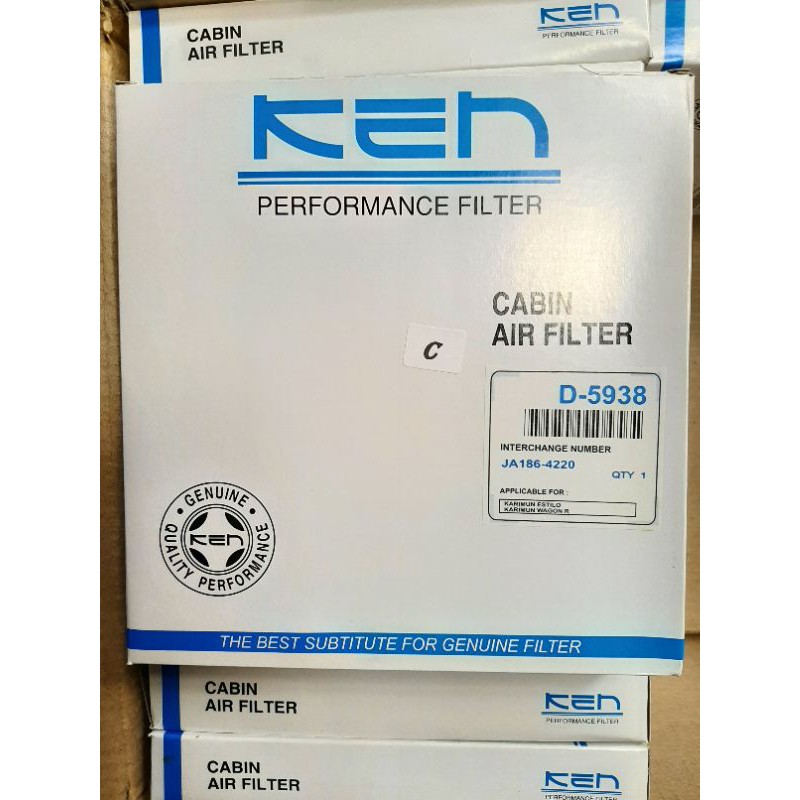 CABIN
AIR FILTER
KEN
PERFORMANCE FILTER
KEN
PERFORMANCE FILTER
CABIN
AIR FILTER
C
D-5938
INTERCHANGE NUMBER
JA186-4220
QTY 1
APPLICABLE FOR :
KARIMUN ESTILO
KARIMUN WAGON R
• GENUINE •
KEN
QUALITY PERFORMANCE
THE BEST SUBTITUTE FOR GENUINE FILTER
CABIN
AIR FILTER
KEN
PERFORMANCE FILTER
CABIN
AIR FILTER
KEN
PERFORMANCE FILTER